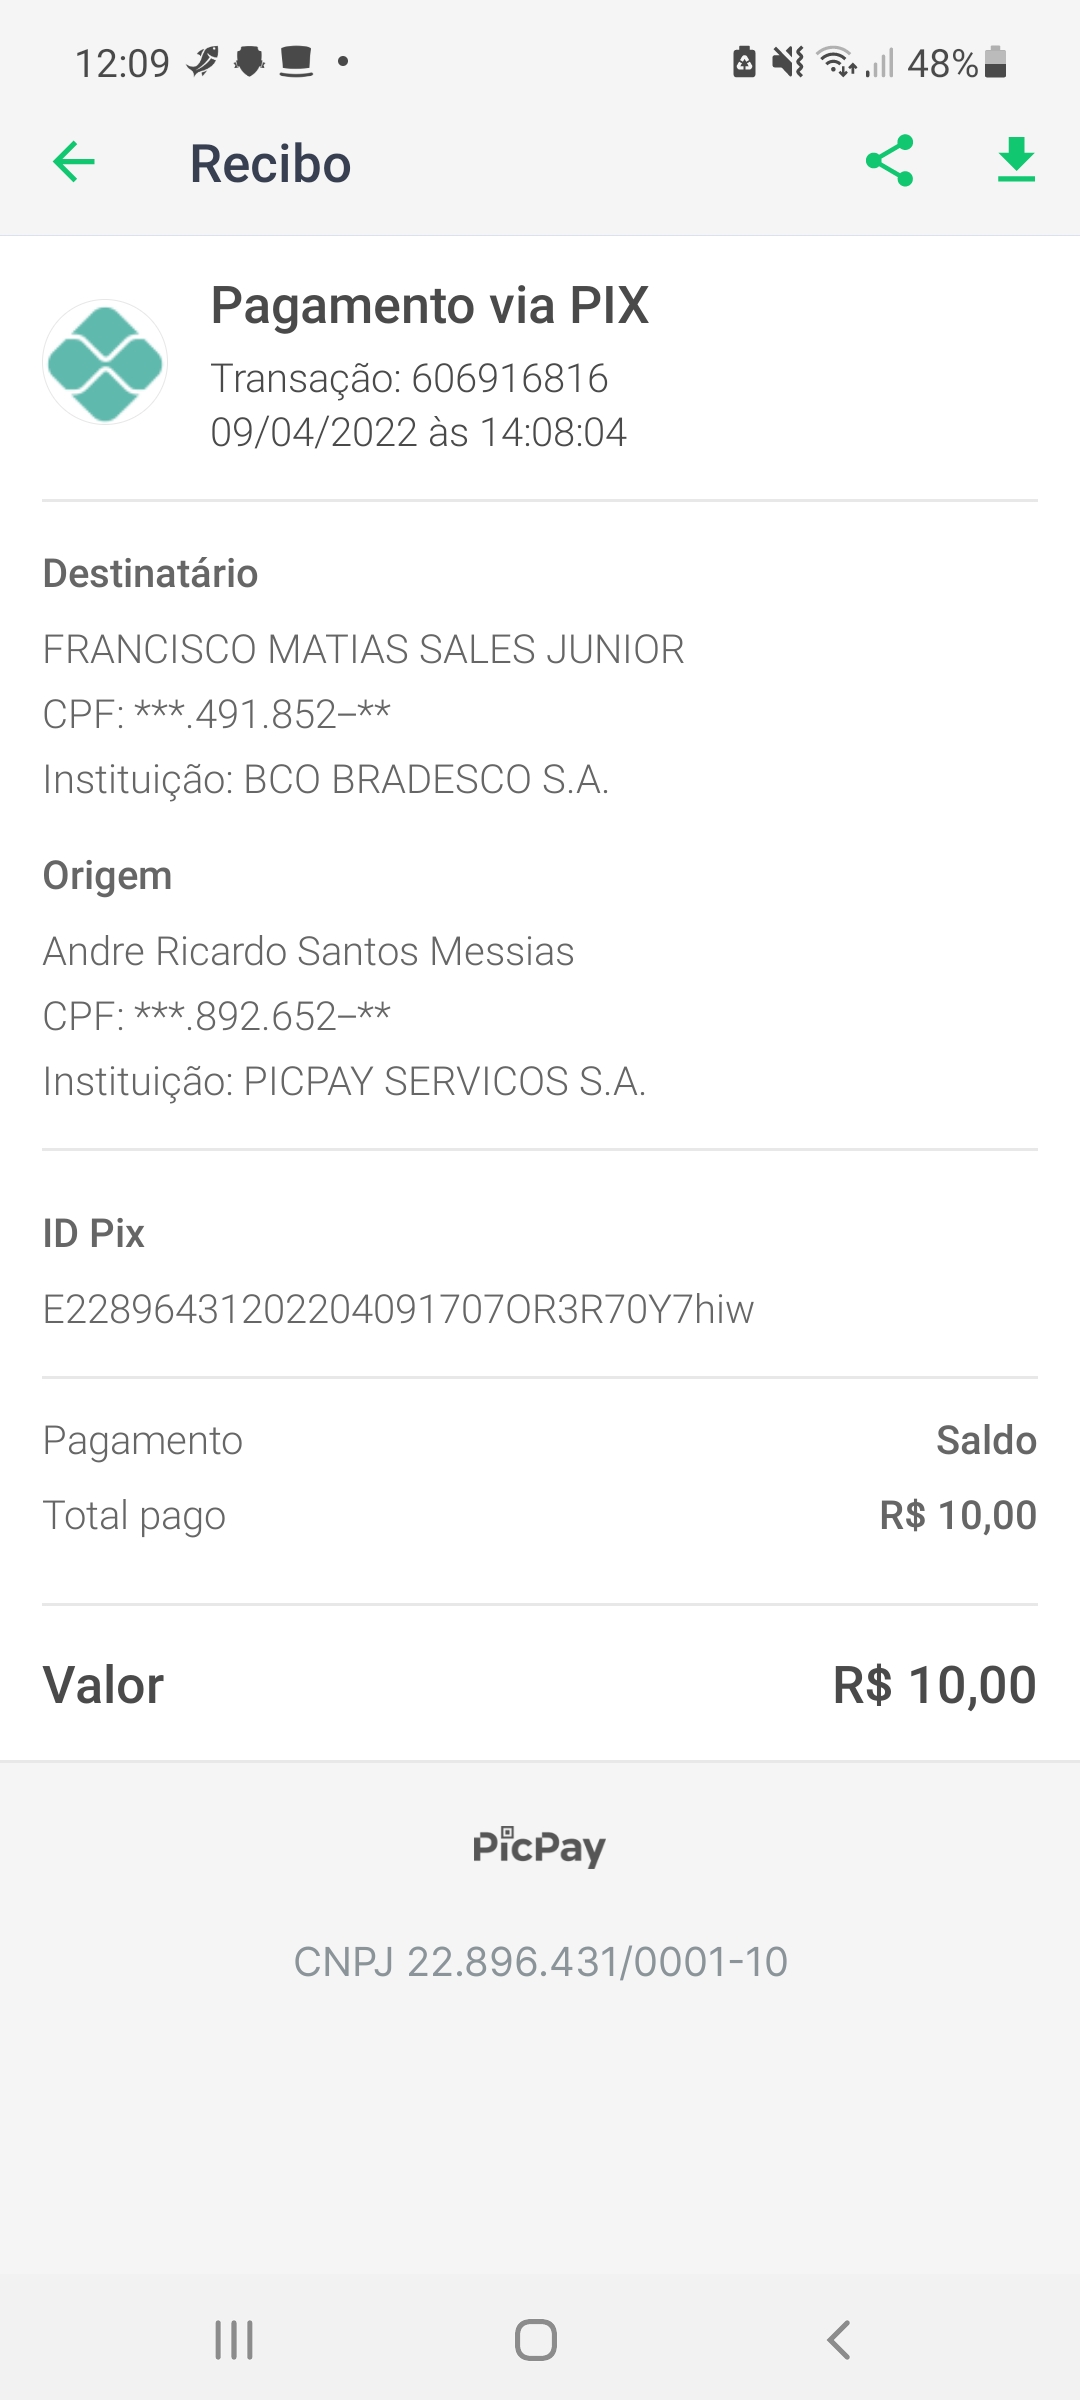 12:09
48%
Recibo
Pagamento via PIX
Transação: 606916816
09/04/2022 às 14:08:04
Destinatário
FRANCISCO MATIAS SALES JUNIOR
CPF: ***.491.852–**
Instituição: BCO BRADESCO S.A.
Origem
Andre Ricardo Santos Messias
CPF: ***.892.652–**
Instituição: PICPAY SERVICOS S.A.
ID Pix
E22896431202204091707OR3R70Y7hiw
Pagamento Saldo
Total pago R$ 10,00
Valor R$ 10,00
PicPay
CNPJ 22.896.431/0001-10